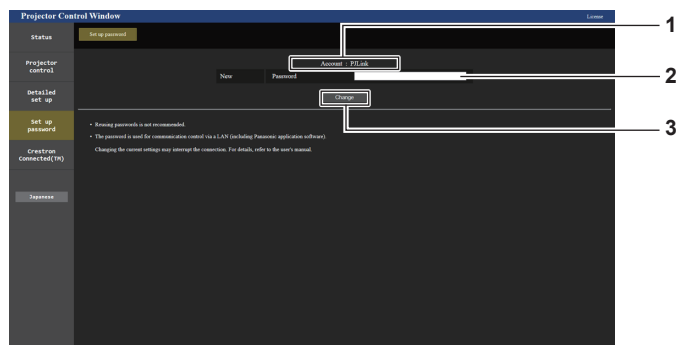 Projector Control Window
License
1
Status
Set up password
Projector
control
Account : PJLink
New Password
2
Detailed
set up
Change
3
Set up
password
• Reusing passwords is not recommended.
• The password is used for communication control via a LAN (including Panasonic application software).
Changing the current settings may interrupt the connection. For details, refer to the user's manual.
Crestron
Connected(TM)
Japanese